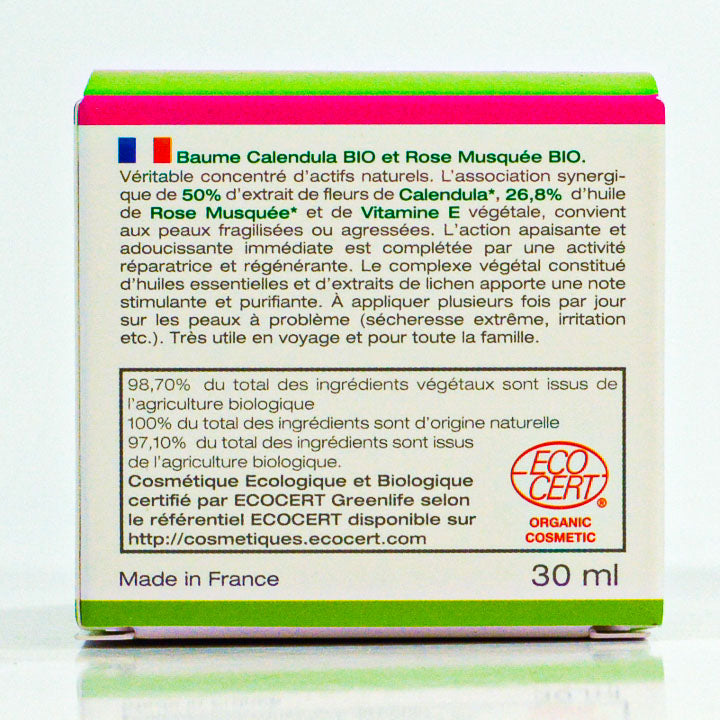 Baume Calendula BIO et Rose Musquée BIO.
Véritable concentré d'actifs naturels. L'association synergi-
que de 50% d'extrait de fleurs de Calendula*, 26,8% d'huile
de Rose Musquée* et de Vitamine E végétale, convient
aux peaux fragilisées ou agressées. L'action apaisante et
adoucissante immédiate est complétée par une activité
réparatrice et régénérante. Le complexe végétal constitué
d'huiles essentielles et d'extraits de lichen apporte une note
stimulante et purifiante. À appliquer plusieurs fois par jour
sur les peaux à problème (sécheresse extrême, irritation
etc.). Très utile en voyage et pour toute la famille.
98,70% du total des ingrédients végétaux sont issus de
l'agriculture biologique
100% du total des ingrédients sont d'origine naturelle
97,10% du total des ingrédients sont issus
de l'agriculture biologique.
Cosmétique Ecologique et Biologique
certifié par ECOCERT Greenlife selon
le référentiel ECOCERT disponible sur
http://cosmetiques.ecocert.com
ECO
CERT®
ORGANIC
COSMETIC
Made in France
30 ml